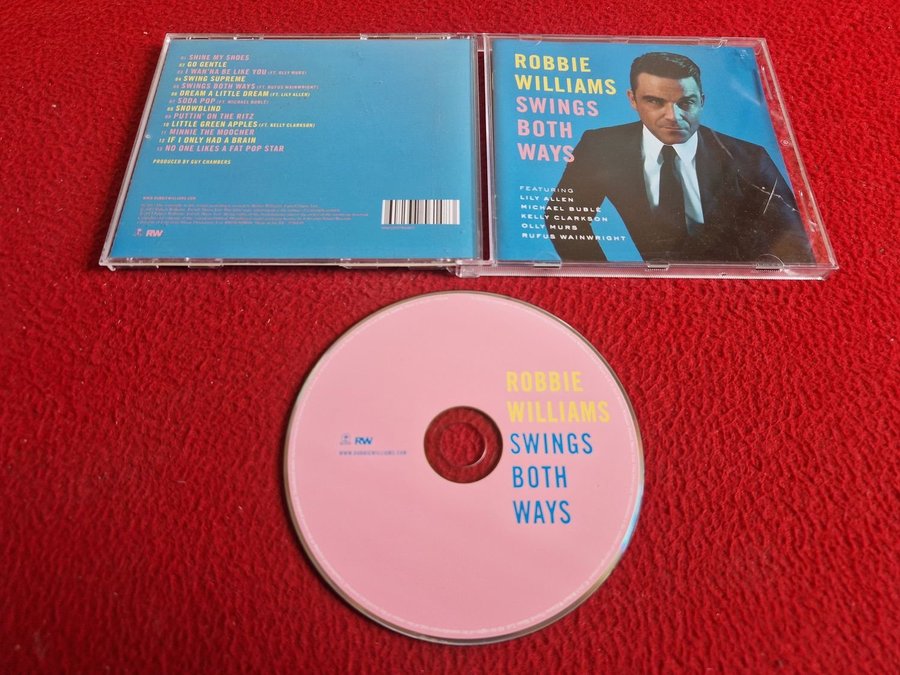 01 SHINE MY SHOES
02 GO GENTLE
03 I WAN'NA BE LIKE YOU (FT. OLLY MURS)
04 SWING SUPREME
05 SWINGS BOTH WAYS (FT. RUFUS WAINWRIGHT)
06 DREAM A LITTLE DREAM (FT. LILY ALLEN)
07 SODA POP (FT. MICHAEL BUBLÉ)
08 SNOWBLIND
09 PUTTIN' ON THE RITZ
10 LITTLE GREEN APPLES (FT. KELLY CLARKSON)
11 MINNIE THE MOOCHER
12 IF I ONLY HAD A BRAIN
13 NO ONE LIKES A FAT POP STAR
PRODUCED BY GUY CHAMBERS
WWW.ROBBIEWILLIAMS.COM
RW
ROBBIE
WILLIAMS
SWINGS
BOTH
WAYS
FEATURING
LILY ALLEN
MICHAEL BUBLÉ
KELLY CLARKSON
OLLY MURS
RUFUS WAINWRIGHT
ROBBIE
WILLIAMS
SWINGS
BOTH
WAYS
RW
WWW.ROBBIEWILLIAMS.COM